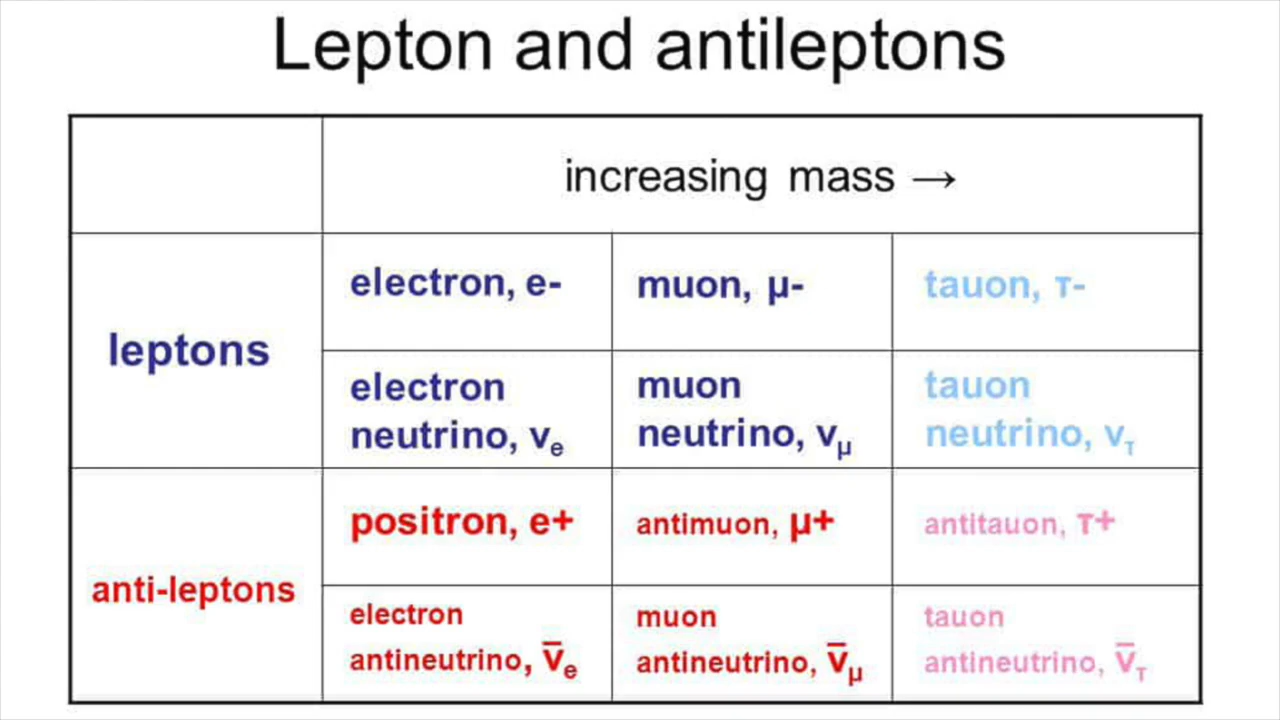 Lepton and antileptons
increasing mass →
leptons
electron, e-
muon, μ-
tauon, τ-
electron
neutrino, νe
muon
neutrino, νμ
tauon
neutrino, ντ
anti-leptons
positron, e+
antimuon, μ+
antitauon, τ+
electron
antineutrino, ν̅e
muon
antineutrino, ν̅μ
tauon
antineutrino, ν̅τ